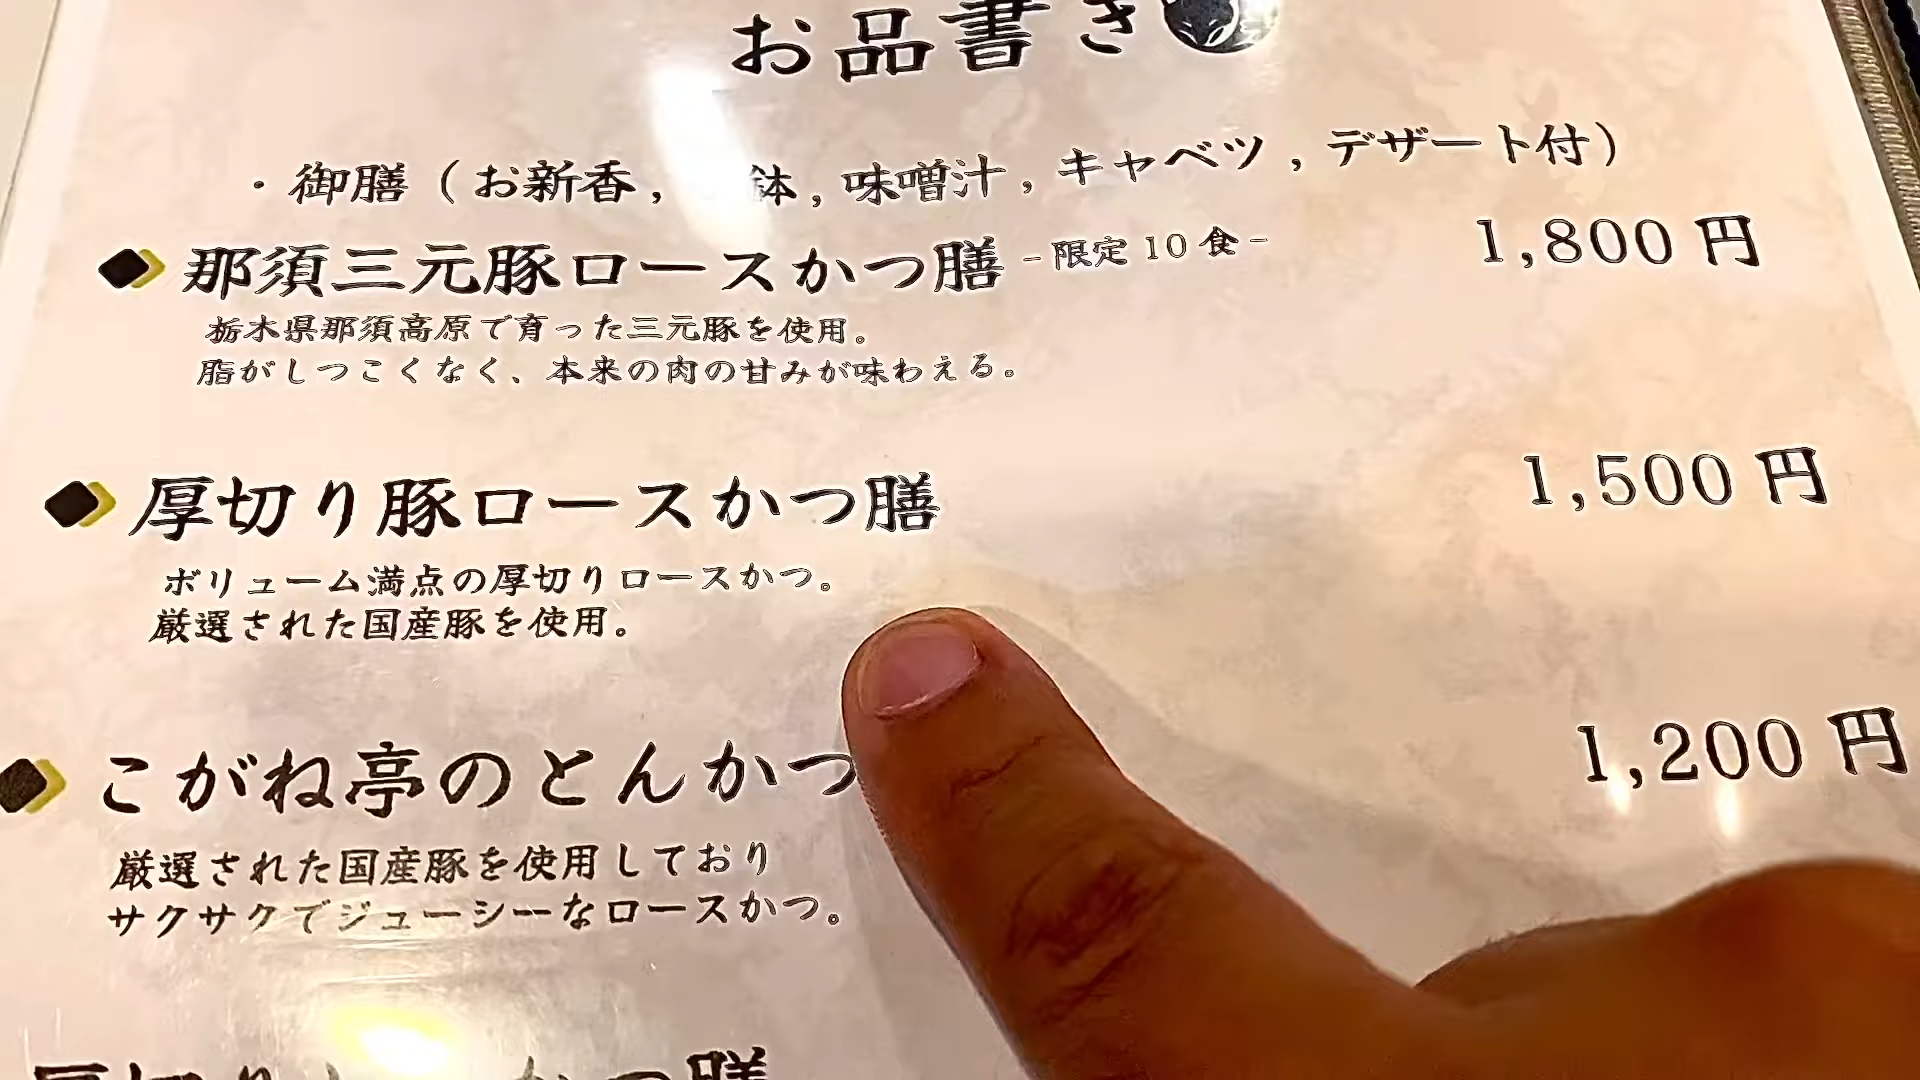 お品書き
・御膳（お新香, 鉢, 味噌汁, キャベツ, デザート付）
那須三元豚ロースかつ膳 -限定10食- 1,800円
栃木県那須高原で育った三元豚を使用。
脂がしつこくなく、本来の肉の甘みが味わえる。
厚切り豚ロースかつ膳 1,500円
ボリューム満点の厚切りロースかつ。
厳選された国産豚を使用。
こがね亭のとんかつ 1,200円
厳選された国産豚を使用しており
サクサクでジューシーなロースかつ。